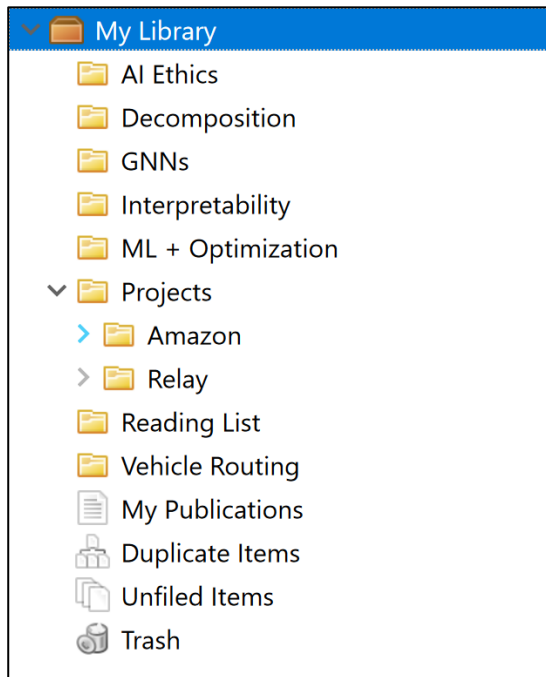 My Library
AI Ethics
Decomposition
GNNs
Interpretability
ML + Optimization
Projects
Amazon
Relay
Reading List
Vehicle Routing
My Publications
Duplicate Items
Unfiled Items
Trash